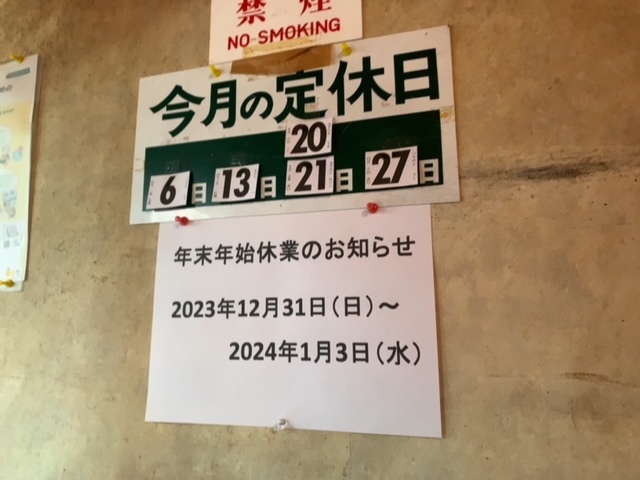 禁煙
NO-SMOKING
今月の定休日
20
6日 13日 21日 27日
年末年始休業のお知らせ
2023年12月31日（日）～
2024年1月3日（水）